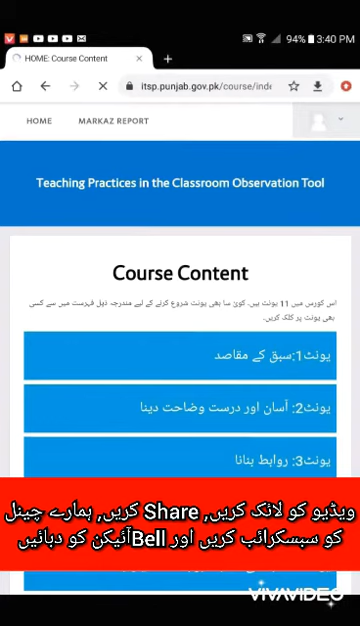 94% 3:40 PM
HOME: Course Content
itsp.punjab.gov.pk/course/inde
HOME MARKAZ REPORT
Teaching Practices in the Classroom Observation Tool
Course Content
اس کورس میں 11 یونٹ ہیں۔ کوئی سا بھی یونٹ شروع کرنے کے لیے مندرجہ ذیل فہرست میں سے کسی
بھی یونٹ پر کلک کریں۔
یونٹ1:سبق کے مقاصد
یونٹ2: آسان اور درست وضاحت دینا
یونٹ3: روابط بنانا
ویڈیو کو لائک کریں, Share کریں, ہمارے چینل
کو سبسکرائب کریں اور Bellآئیکن کو دبائیں
VIVAVIDEO